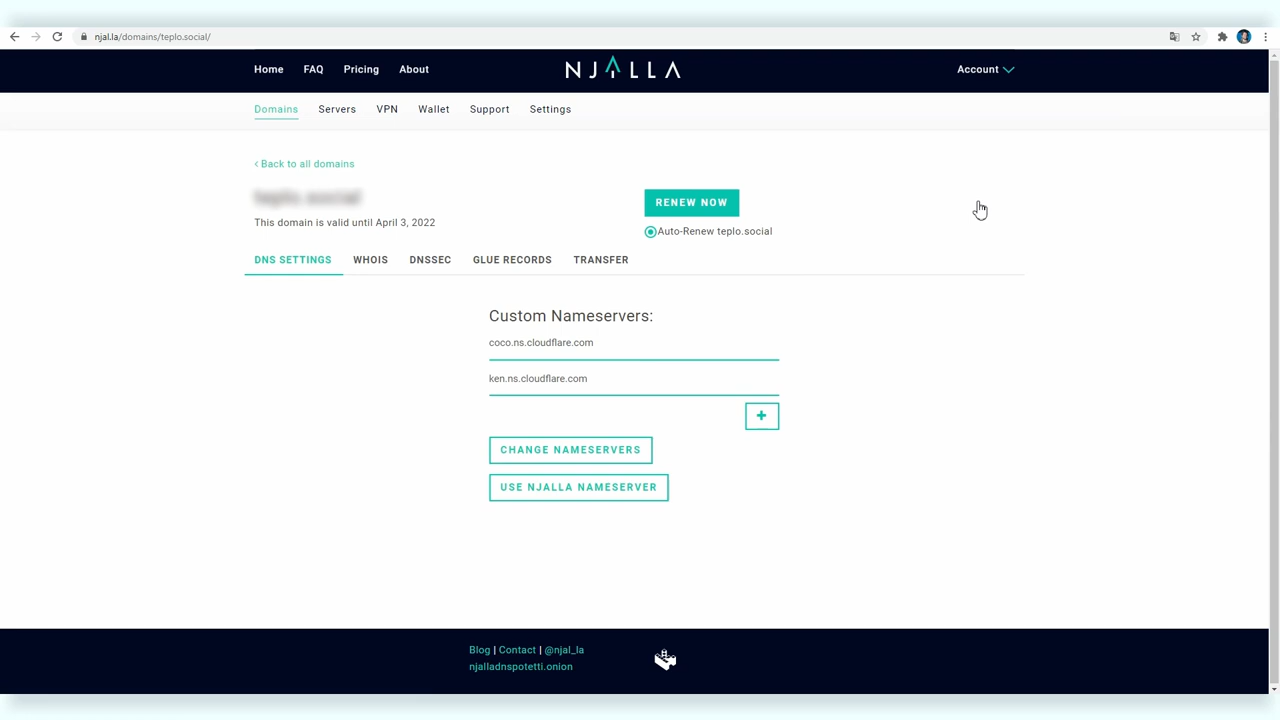 njal.la/domains/teplo.social/
Home FAQ Pricing About NJALLA Account
Domains Servers VPN Wallet Support Settings
< Back to all domains
teplo.social
RENEW NOW
This domain is valid until April 3, 2022
Auto-Renew teplo.social
DNS SETTINGS WHOIS DNSSEC GLUE RECORDS TRANSFER
Custom Nameservers:
coco.ns.cloudflare.com
ken.ns.cloudflare.com
+
CHANGE NAMESERVERS
USE NJALLA NAMESERVER
Blog | Contact | @njal_la
njalladnspotetti.onion